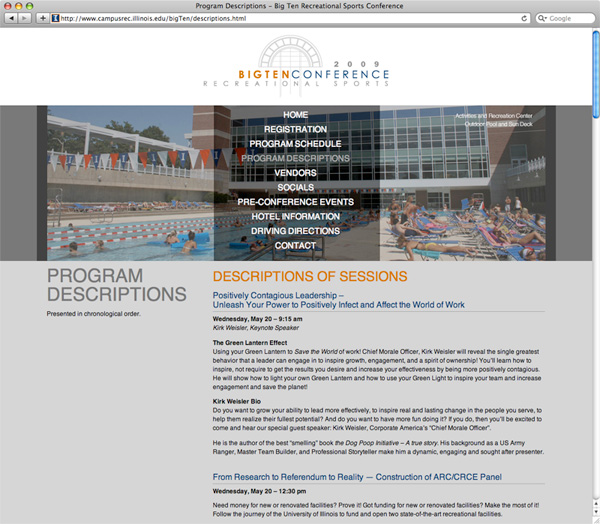 Program Descriptions – Big Ten Recreational Sports Conference
http://www.campusrec.illinois.edu/bigTen/descriptions.html
Google
2009
BIGTENCONFERENCE
RECREATIONAL SPORTS
HOME
REGISTRATION
PROGRAM SCHEDULE
PROGRAM DESCRIPTIONS
VENDORS
SOCIALS
PRE-CONFERENCE EVENTS
HOTEL INFORMATION
DRIVING DIRECTIONS
CONTACT
Activities and Recreation Center
Outdoor Pool and Sun Deck
PROGRAM
DESCRIPTIONS
Presented in chronological order.
DESCRIPTIONS OF SESSIONS
Positively Contagious Leadership –
Unleash Your Power to Positively Infect and Affect the World of Work
Wednesday, May 20 – 9:15 am
Kirk Weisler, Keynote Speaker
The Green Lantern Effect
Using your Green Lantern to Save the World of work! Chief Morale Officer, Kirk Weisler will reveal the single greatest
behavior that a leader can engage in to inspire growth, engagement, and a spirit of ownership! You'll learn how to
inspire, not require to get the results you desire and increase your effectiveness by being more positively contagious.
He will show how to light your own Green Lantern and how to use your Green Light to inspire your team and increase
engagement and save the planet!
Kirk Weisler Bio
Do you want to grow your ability to lead more effectively, to inspire real and lasting change in the people you serve, to
help them realize their fullest potential? And do you want to have more fun doing it? If you do, then you'll be excited to
come and hear our special guest speaker: Kirk Weisler, Corporate America's "Chief Morale Officer".
He is the author of the best "smelling" book the Dog Poop Initiative – A true story. His background as a US Army
Ranger, Master Team Builder, and Professional Storyteller make him a dynamic, engaging and sought after presenter.
From Research to Referendum to Reality — Construction of ARC/CRCE Panel
Wednesday, May 20 – 12:30 pm
Need money for new or renovated facilities? Prove it! Got funding for new or renovated facilities? Make the most of it!
Follow the journey of the University of Illinois to fund and open two state-of-the-art recreational facilities.